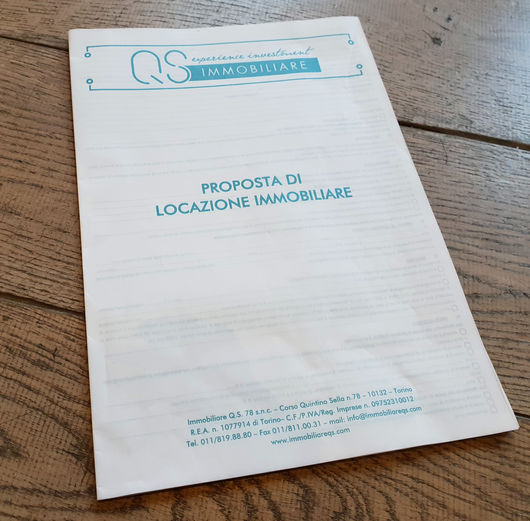 QS experience investment
IMMOBILIARE
PROPOSTA DI
LOCAZIONE IMMOBILIARE
Immobiliare Q.S. 78 s.n.c. – Corso Quintino Sella n.78 – 10132 – Torino
R.E.A. n. 1077914 di Torino- C.F./P.IVA/Reg. Imprese n. 09752310012
Tel. 011/819.88.80 – Fax 011/811.00.31 – mail: info@immobiliareqs.com
www.immobiliareqs.com